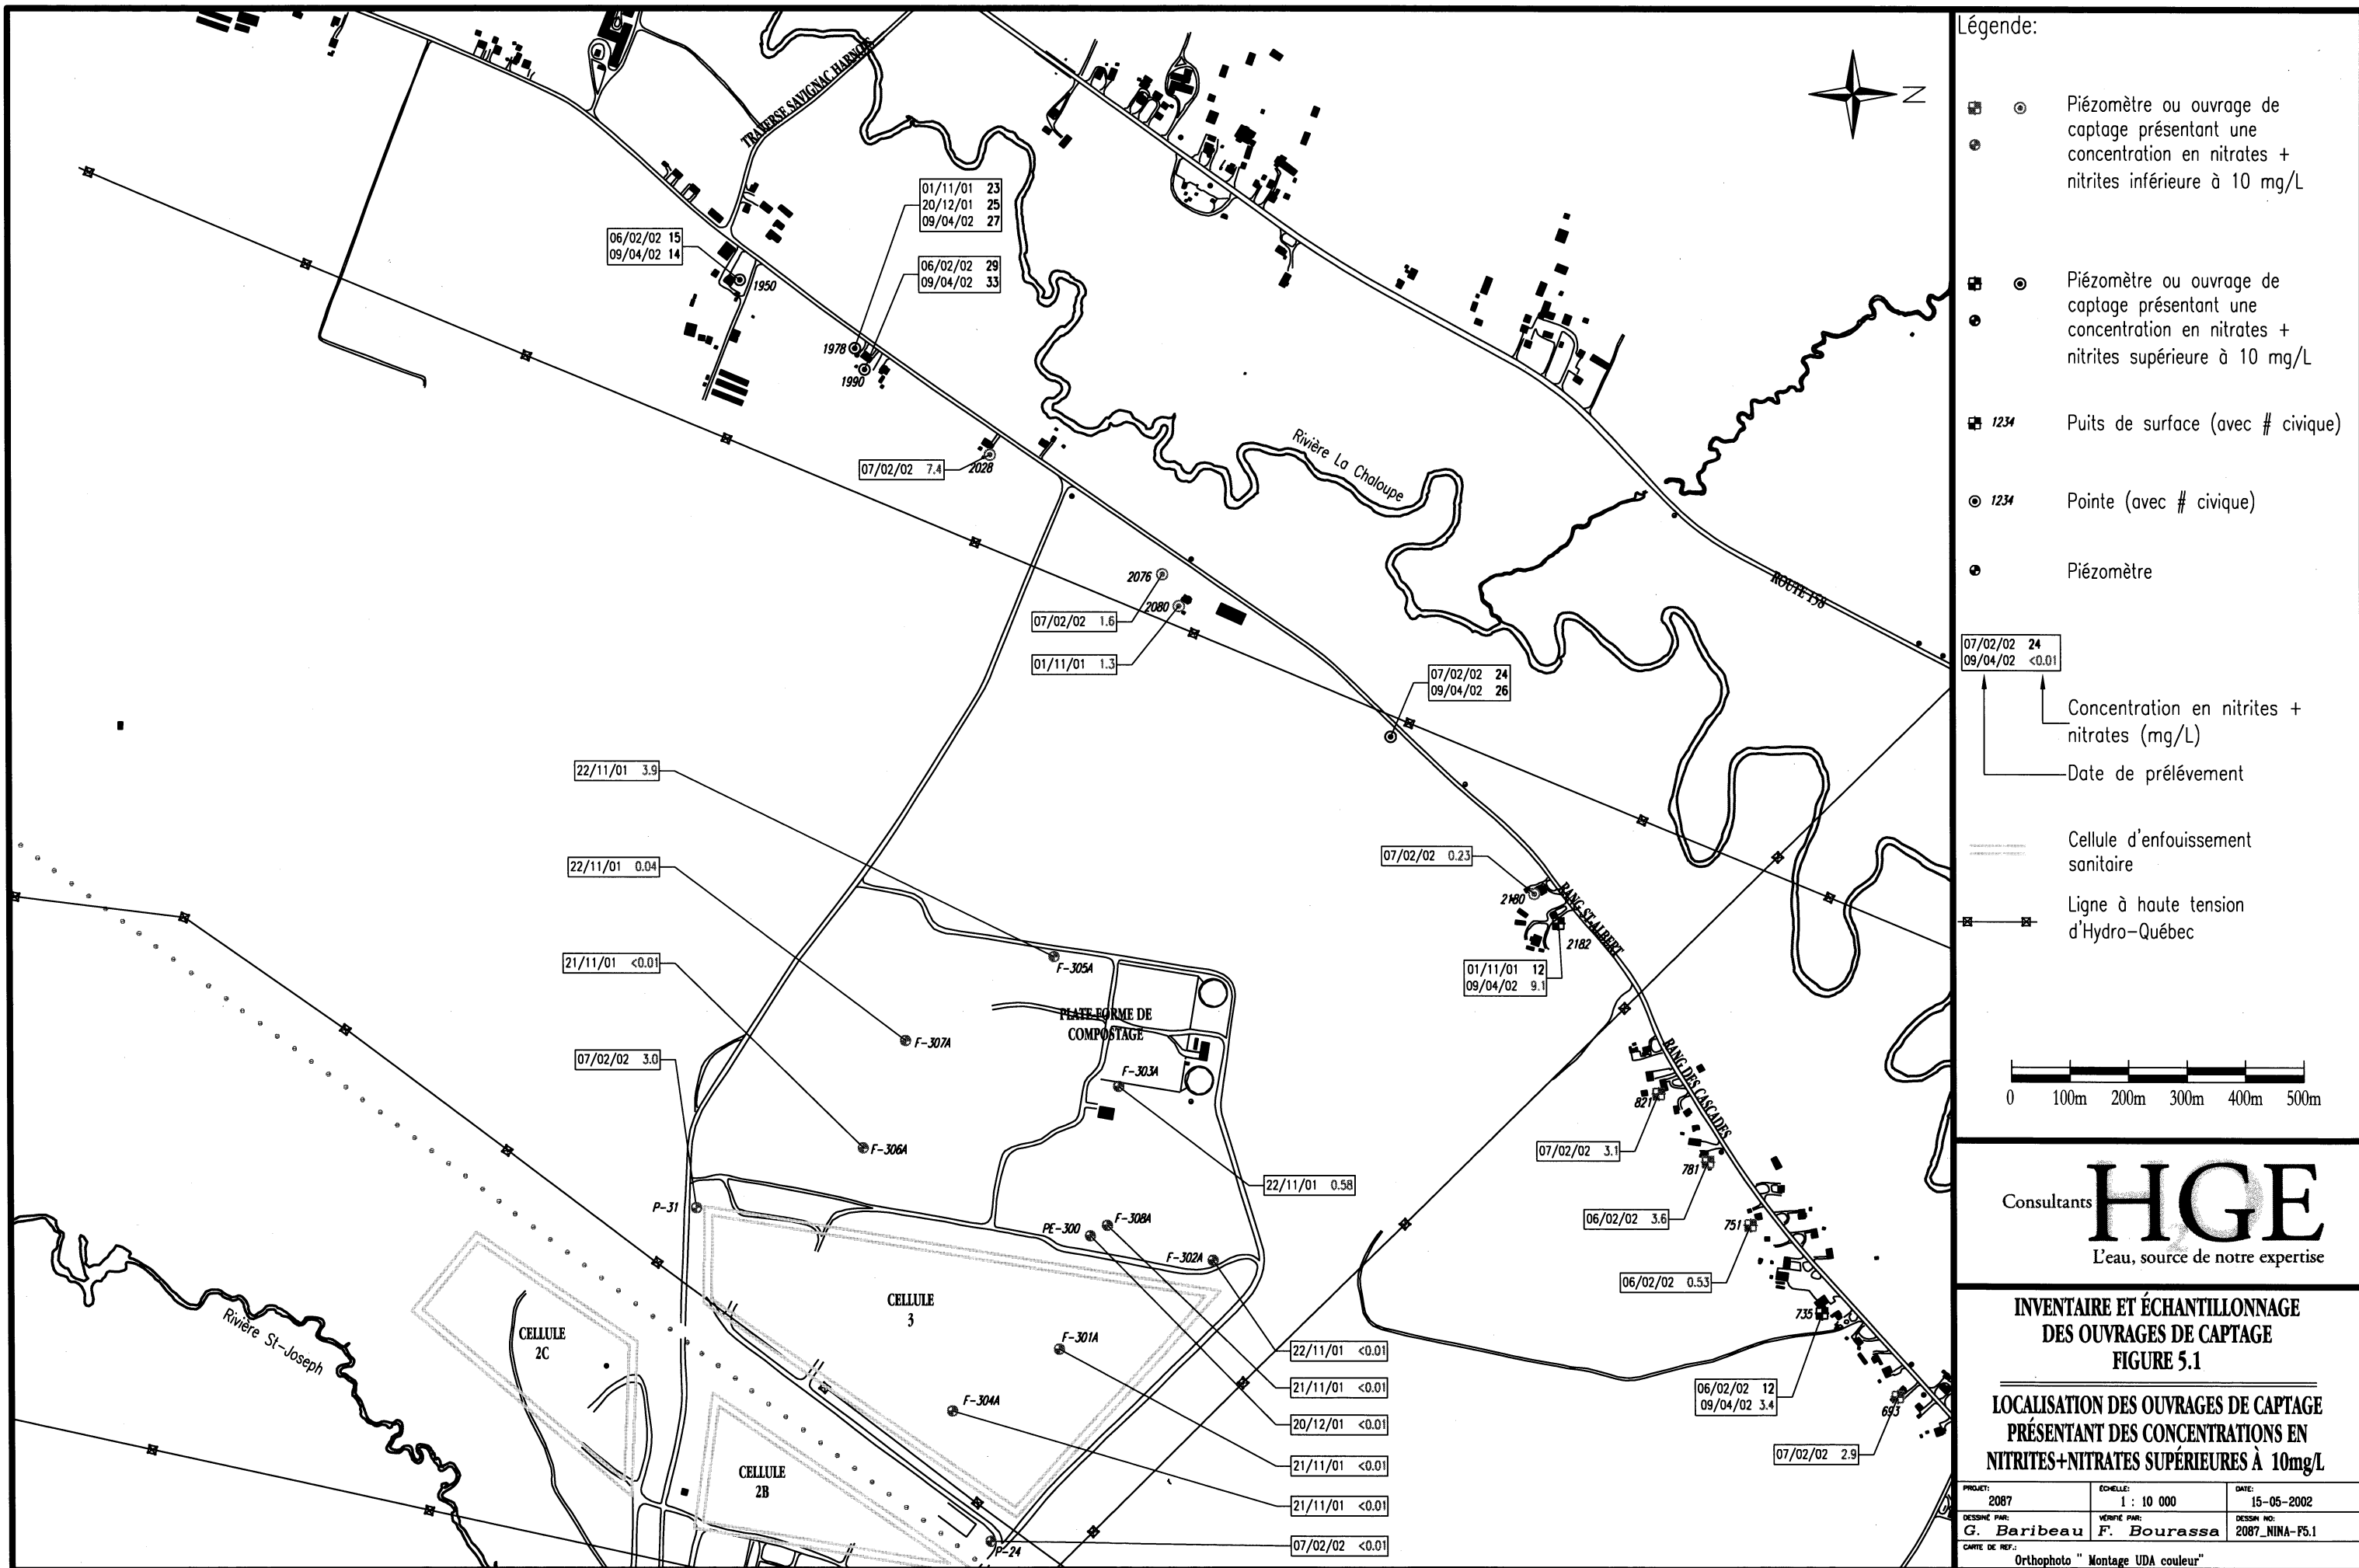 TRAVERSE SAVIGNAC HARNOIS
01/11/01 23
20/12/01 25
09/04/02 27
06/02/02 15
09/04/02 14
1950
06/02/02 29
09/04/02 33
1978
1990
07/02/02 7.4
2028
Rivière La Chaloupe
ROUTE 158
2076
2080
07/02/02 1.6
01/11/01 1.3
07/02/02 24
09/04/02 26
22/11/01 3.9
22/11/01 0.04
21/11/01 <0.01
07/02/02 3.0
07/02/02 0.23
2180
RANG ST-ALBERT
2182
01/11/01 12
09/04/02 9.1
F-305A
PLATE-FORME DE
COMPOSTAGE
F-307A
F-303A
F-306A
22/11/01 0.58
RANG DES CASCADES
821
07/02/02 3.1
781
06/02/02 3.6
751
06/02/02 0.53
735
06/02/02 12
09/04/02 3.4
693
07/02/02 2.9
P-31
PE-300
F-308A
F-302A
CELLULE
3
F-301A
F-304A
CELLULE
2C
CELLULE
2B
Rivière St-Joseph
22/11/01 <0.01
21/11/01 <0.01
20/12/01 <0.01
21/11/01 <0.01
21/11/01 <0.01
07/02/02 <0.01
P-24
N
Légende:
Piézomètre ou ouvrage de
captage présentant une
concentration en nitrates +
nitrites inférieure à 10 mg/L
Piézomètre ou ouvrage de
captage présentant une
concentration en nitrates +
nitrites supérieure à 10 mg/L
1234 Puits de surface (avec # civique)
1234 Pointe (avec # civique)
Piézomètre
07/02/02 24
09/04/02 <0.01
Concentration en nitrites +
nitrates (mg/L)
Date de prélévement
Cellule d'enfouissement
sanitaire
Ligne à haute tension
d'Hydro-Québec
0 100m 200m 300m 400m 500m
Consultants H2GE
L'eau, source de notre expertise
INVENTAIRE ET ÉCHANTILLONNAGE
DES OUVRAGES DE CAPTAGE
FIGURE 5.1
LOCALISATION DES OUVRAGES DE CAPTAGE
PRÉSENTANT DES CONCENTRATIONS EN
NITRITES+NITRATES SUPÉRIEURES À 10mg/L
PROJET: ÉCHELLE: DATE:
2087 1 : 10 000 15-05-2002
DESSINÉ PAR: VÉRIFIÉ PAR: DESSIN NO:
G. Baribeau F. Bourassa 2087_NINA-F5.1
CARTE DE REF.:
Orthophoto " Montage UDA couleur"